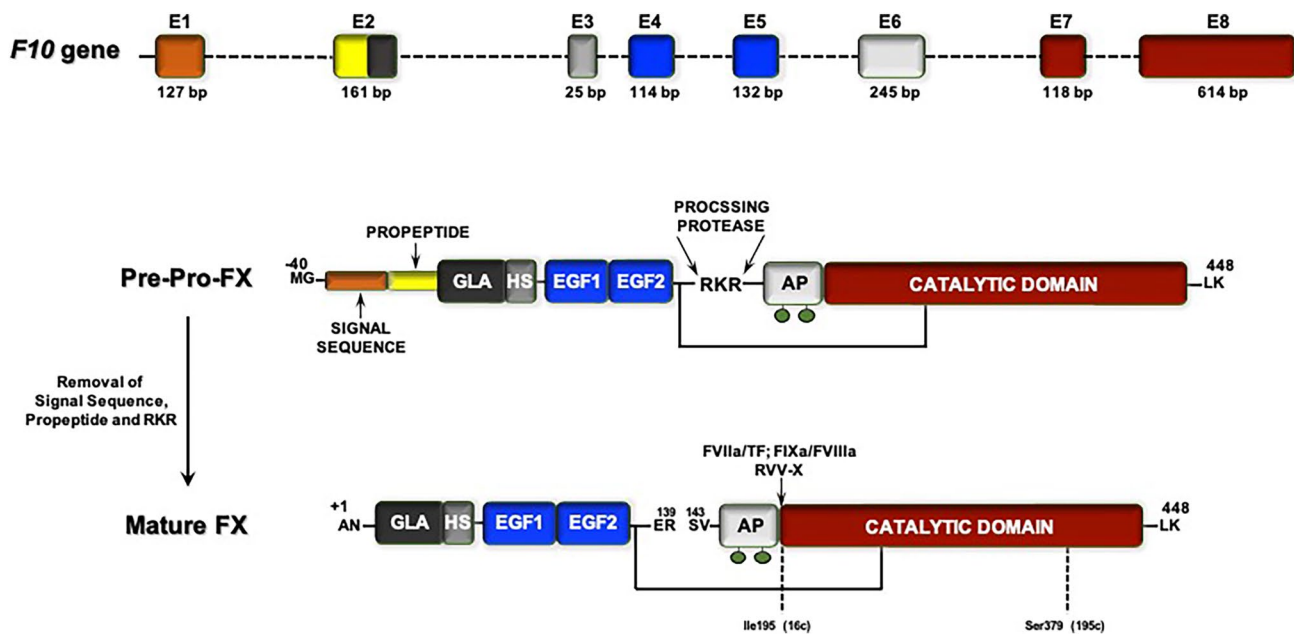 E1 E2 E3 E4 E5 E6 E7 E8
F10 gene
127 bp 161 bp 25 bp 114 bp 132 bp 245 bp 118 bp 614 bp
PROCSSING
PROTEASE
PROPEPTIDE
Pre-Pro-FX
-40
MG
GLA HS EGF1 EGF2 RKR AP CATALYTIC DOMAIN
448
LK
SIGNAL
SEQUENCE
Removal of
Signal Sequence,
Propeptide and RKR
FVIIa/TF; FIXa/FVIIIa
RVV-X
Mature FX
+1
AN
GLA HS EGF1 EGF2
139
ER
143
SV
AP CATALYTIC DOMAIN
448
LK
Ile195 (16c) Ser379 (195c)